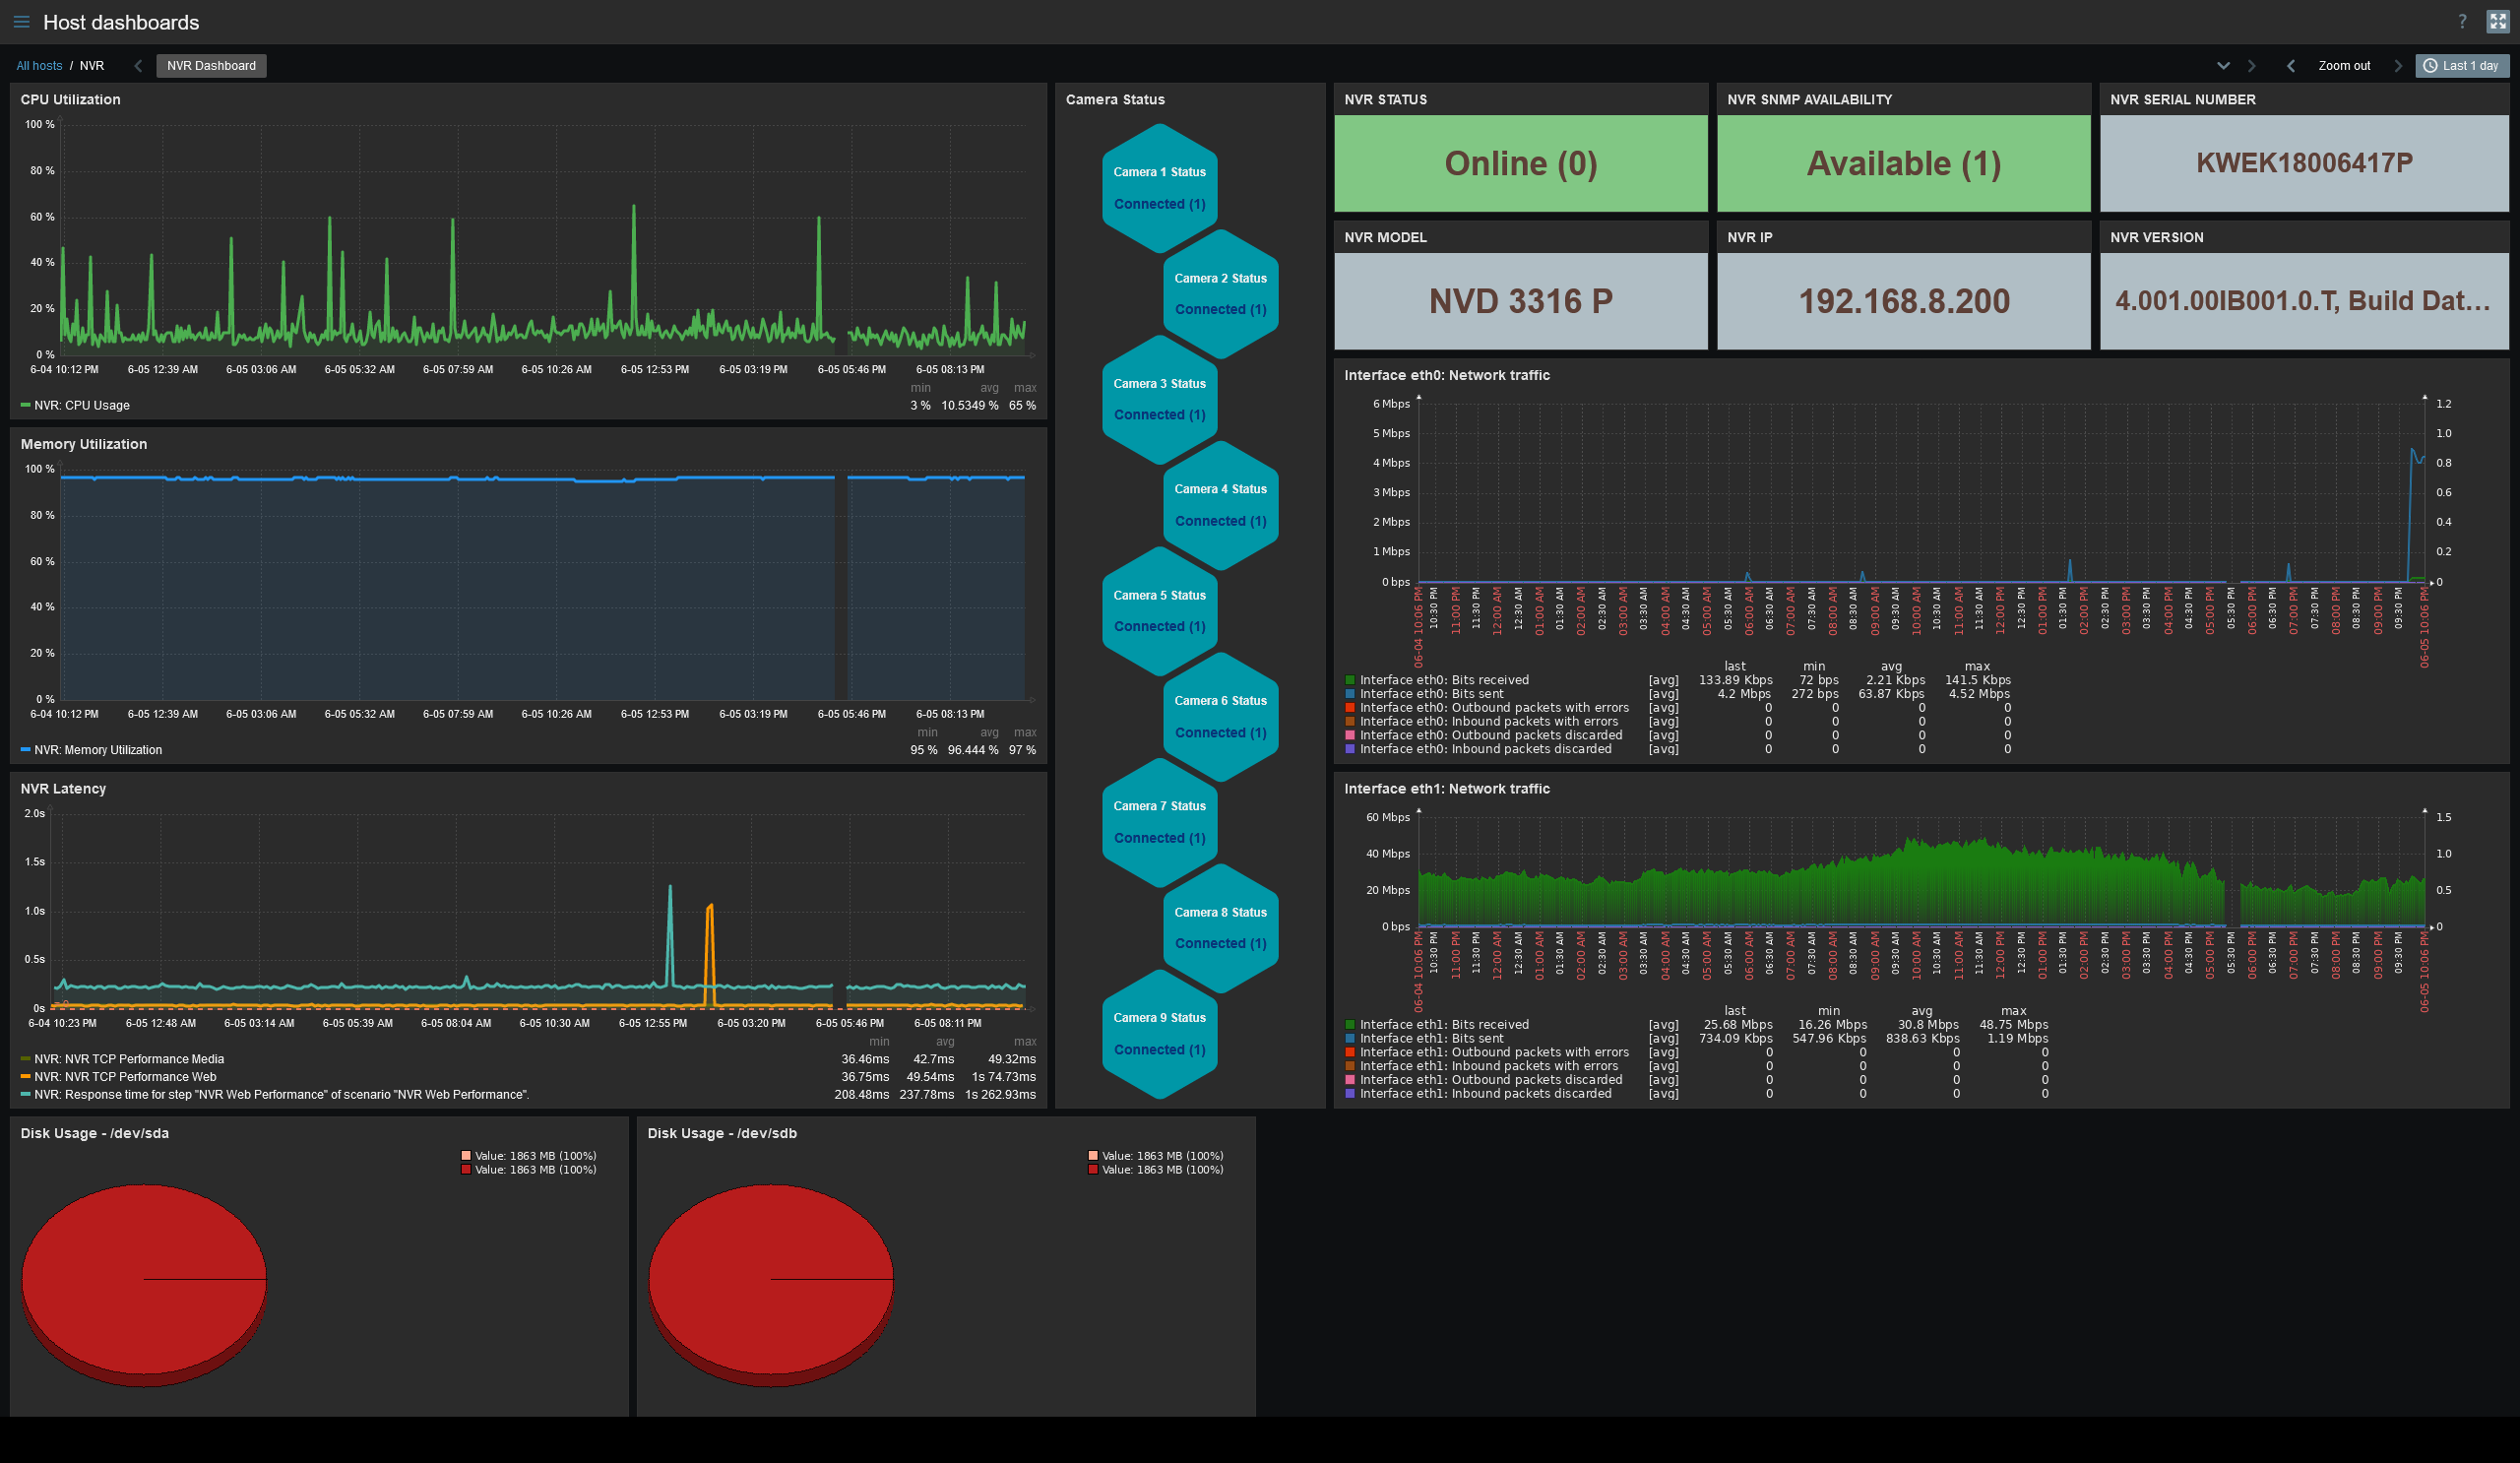 Host dashboards
?
All hosts / NVR
NVR Dashboard
Zoom out
Last 1 day
CPU Utilization
100 %
80 %
60 %
40 %
20 %
0 %
6-04 10:12 PM 6-05 12:39 AM 6-05 03:06 AM 6-05 05:32 AM 6-05 07:59 AM 6-05 10:26 AM 6-05 12:53 PM 6-05 03:19 PM 6-05 05:46 PM 6-05 08:13 PM
min avg max
NVR: CPU Usage 3 % 10.5349 % 65 %
Memory Utilization
100 %
80 %
60 %
40 %
20 %
0 %
6-04 10:12 PM 6-05 12:39 AM 6-05 03:06 AM 6-05 05:32 AM 6-05 07:59 AM 6-05 10:26 AM 6-05 12:53 PM 6-05 03:19 PM 6-05 05:46 PM 6-05 08:13 PM
min avg max
NVR: Memory Utilization 95 % 96.444 % 97 %
NVR Latency
2.0s
1.5s
1.0s
0.5s
0s
6-04 10:23 PM 6-05 12:48 AM 6-05 03:14 AM 6-05 05:39 AM 6-05 08:04 AM 6-05 10:30 AM 6-05 12:55 PM 6-05 03:20 PM 6-05 05:46 PM 6-05 08:11 PM
min avg max
NVR: NVR TCP Performance Media 36.46ms 42.7ms 49.32ms
NVR: NVR TCP Performance Web 36.75ms 49.54ms 1s 74.73ms
NVR: Response time for step "NVR Web Performance" of scenario "NVR Web Performance". 208.48ms 237.78ms 1s 262.93ms
Camera Status
Camera 1 Status
Connected (1)
Camera 2 Status
Connected (1)
Camera 3 Status
Connected (1)
Camera 4 Status
Connected (1)
Camera 5 Status
Connected (1)
Camera 6 Status
Connected (1)
Camera 7 Status
Connected (1)
Camera 8 Status
Connected (1)
Camera 9 Status
Connected (1)
NVR STATUS
Online (0)
NVR SNMP AVAILABILITY
Available (1)
NVR SERIAL NUMBER
KWEK18006417P
NVR MODEL
NVD 3316 P
NVR IP
192.168.8.200
NVR VERSION
4.001.00IB001.0.T, Build Dat...
Interface eth0: Network traffic
6 Mbps 1.2
5 Mbps 1.0
4 Mbps 0.8
3 Mbps 0.6
2 Mbps 0.4
1 Mbps 0.2
0 bps 0
06-04 10:06 PM 10:30 PM 11:00 PM 11:30 PM 12:00 AM 12:30 AM 01:00 AM 01:30 AM 02:00 AM 02:30 AM 03:00 AM 03:30 AM 04:00 AM 04:30 AM 05:00 AM 05:30 AM 06:00 AM 06:30 AM 07:00 AM 07:30 AM 08:00 AM 08:30 AM 09:00 AM 09:30 AM 10:00 AM 10:30 AM 11:00 AM 11:30 AM 12:00 PM 12:30 PM 01:00 PM 01:30 PM 02:00 PM 02:30 PM 03:00 PM 03:30 PM 04:00 PM 04:30 PM 05:00 PM 05:30 PM 06:00 PM 06:30 PM 07:00 PM 07:30 PM 08:00 PM 08:30 PM 09:00 PM 09:30 PM 06-05 10:06 PM
last min avg max
Interface eth0: Bits received [avg] 133.89 Kbps 72 bps 2.21 Kbps 141.5 Kbps
Interface eth0: Bits sent [avg] 4.2 Mbps 272 bps 63.87 Kbps 4.52 Mbps
Interface eth0: Outbound packets with errors [avg] 0 0 0 0
Interface eth0: Inbound packets with errors [avg] 0 0 0 0
Interface eth0: Outbound packets discarded [avg] 0 0 0 0
Interface eth0: Inbound packets discarded [avg] 0 0 0 0
Interface eth1: Network traffic
60 Mbps 1.5
40 Mbps 1.0
20 Mbps 0.5
0 bps 0
06-04 10:06 PM 10:30 PM 11:00 PM 11:30 PM 12:00 AM 12:30 AM 01:00 AM 01:30 AM 02:00 AM 02:30 AM 03:00 AM 03:30 AM 04:00 AM 04:30 AM 05:00 AM 05:30 AM 06:00 AM 06:30 AM 07:00 AM 07:30 AM 08:00 AM 08:30 AM 09:00 AM 09:30 AM 10:00 AM 10:30 AM 11:00 AM 11:30 AM 12:00 PM 12:30 PM 01:00 PM 01:30 PM 02:00 PM 02:30 PM 03:00 PM 03:30 PM 04:00 PM 04:30 PM 05:00 PM 05:30 PM 06:00 PM 06:30 PM 07:00 PM 07:30 PM 08:00 PM 08:30 PM 09:00 PM 09:30 PM 06-05 10:06 PM
last min avg max
Interface eth1: Bits received [avg] 25.68 Mbps 16.26 Mbps 30.8 Mbps 48.75 Mbps
Interface eth1: Bits sent [avg] 734.09 Kbps 547.96 Kbps 838.63 Kbps 1.19 Mbps
Interface eth1: Outbound packets with errors [avg] 0 0 0 0
Interface eth1: Inbound packets with errors [avg] 0 0 0 0
Interface eth1: Outbound packets discarded [avg] 0 0 0 0
Interface eth1: Inbound packets discarded [avg] 0 0 0 0
Disk Usage - /dev/sda
Value: 1863 MB (100%)
Value: 1863 MB (100%)
Disk Usage - /dev/sdb
Value: 1863 MB (100%)
Value: 1863 MB (100%)